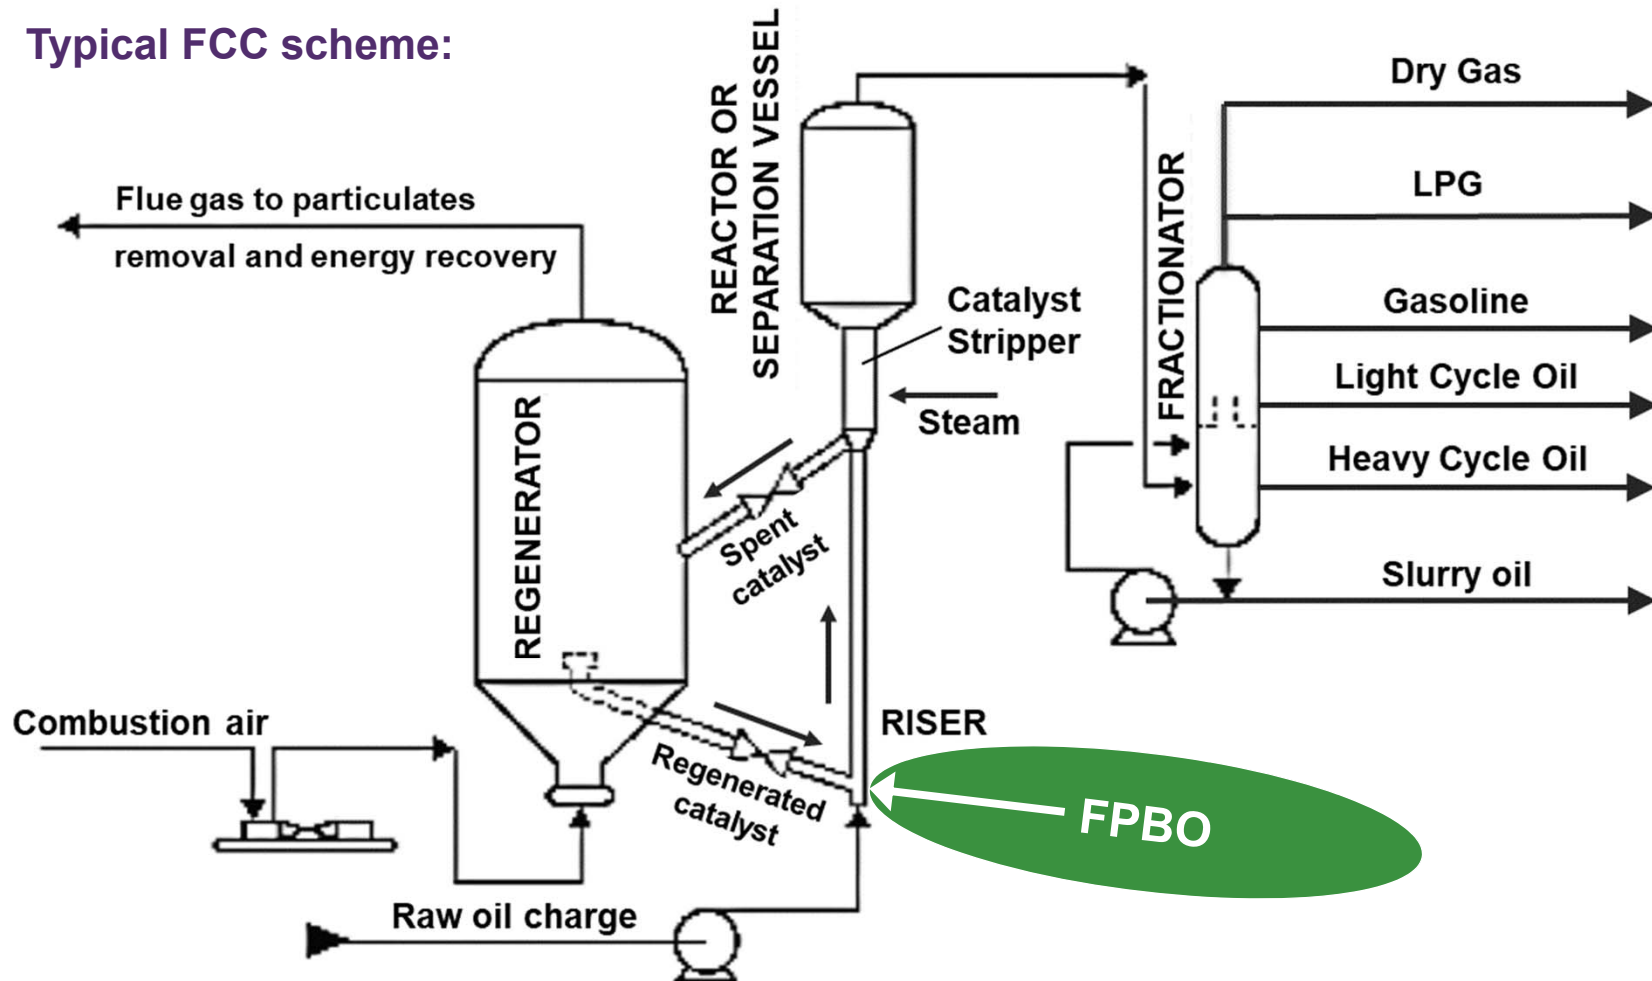 Typical FCC scheme:
REACTOR OR
SEPARATION VESSEL
Dry Gas
LPG
FRACTIONATOR
Flue gas to particulates
removal and energy recovery
Catalyst
Stripper
Gasoline
Light Cycle Oil
Steam
Heavy Cycle Oil
REGENERATOR
Spent
catalyst
Slurry oil
Combustion air
RISER
Regenerated
catalyst
FPBO
Raw oil charge